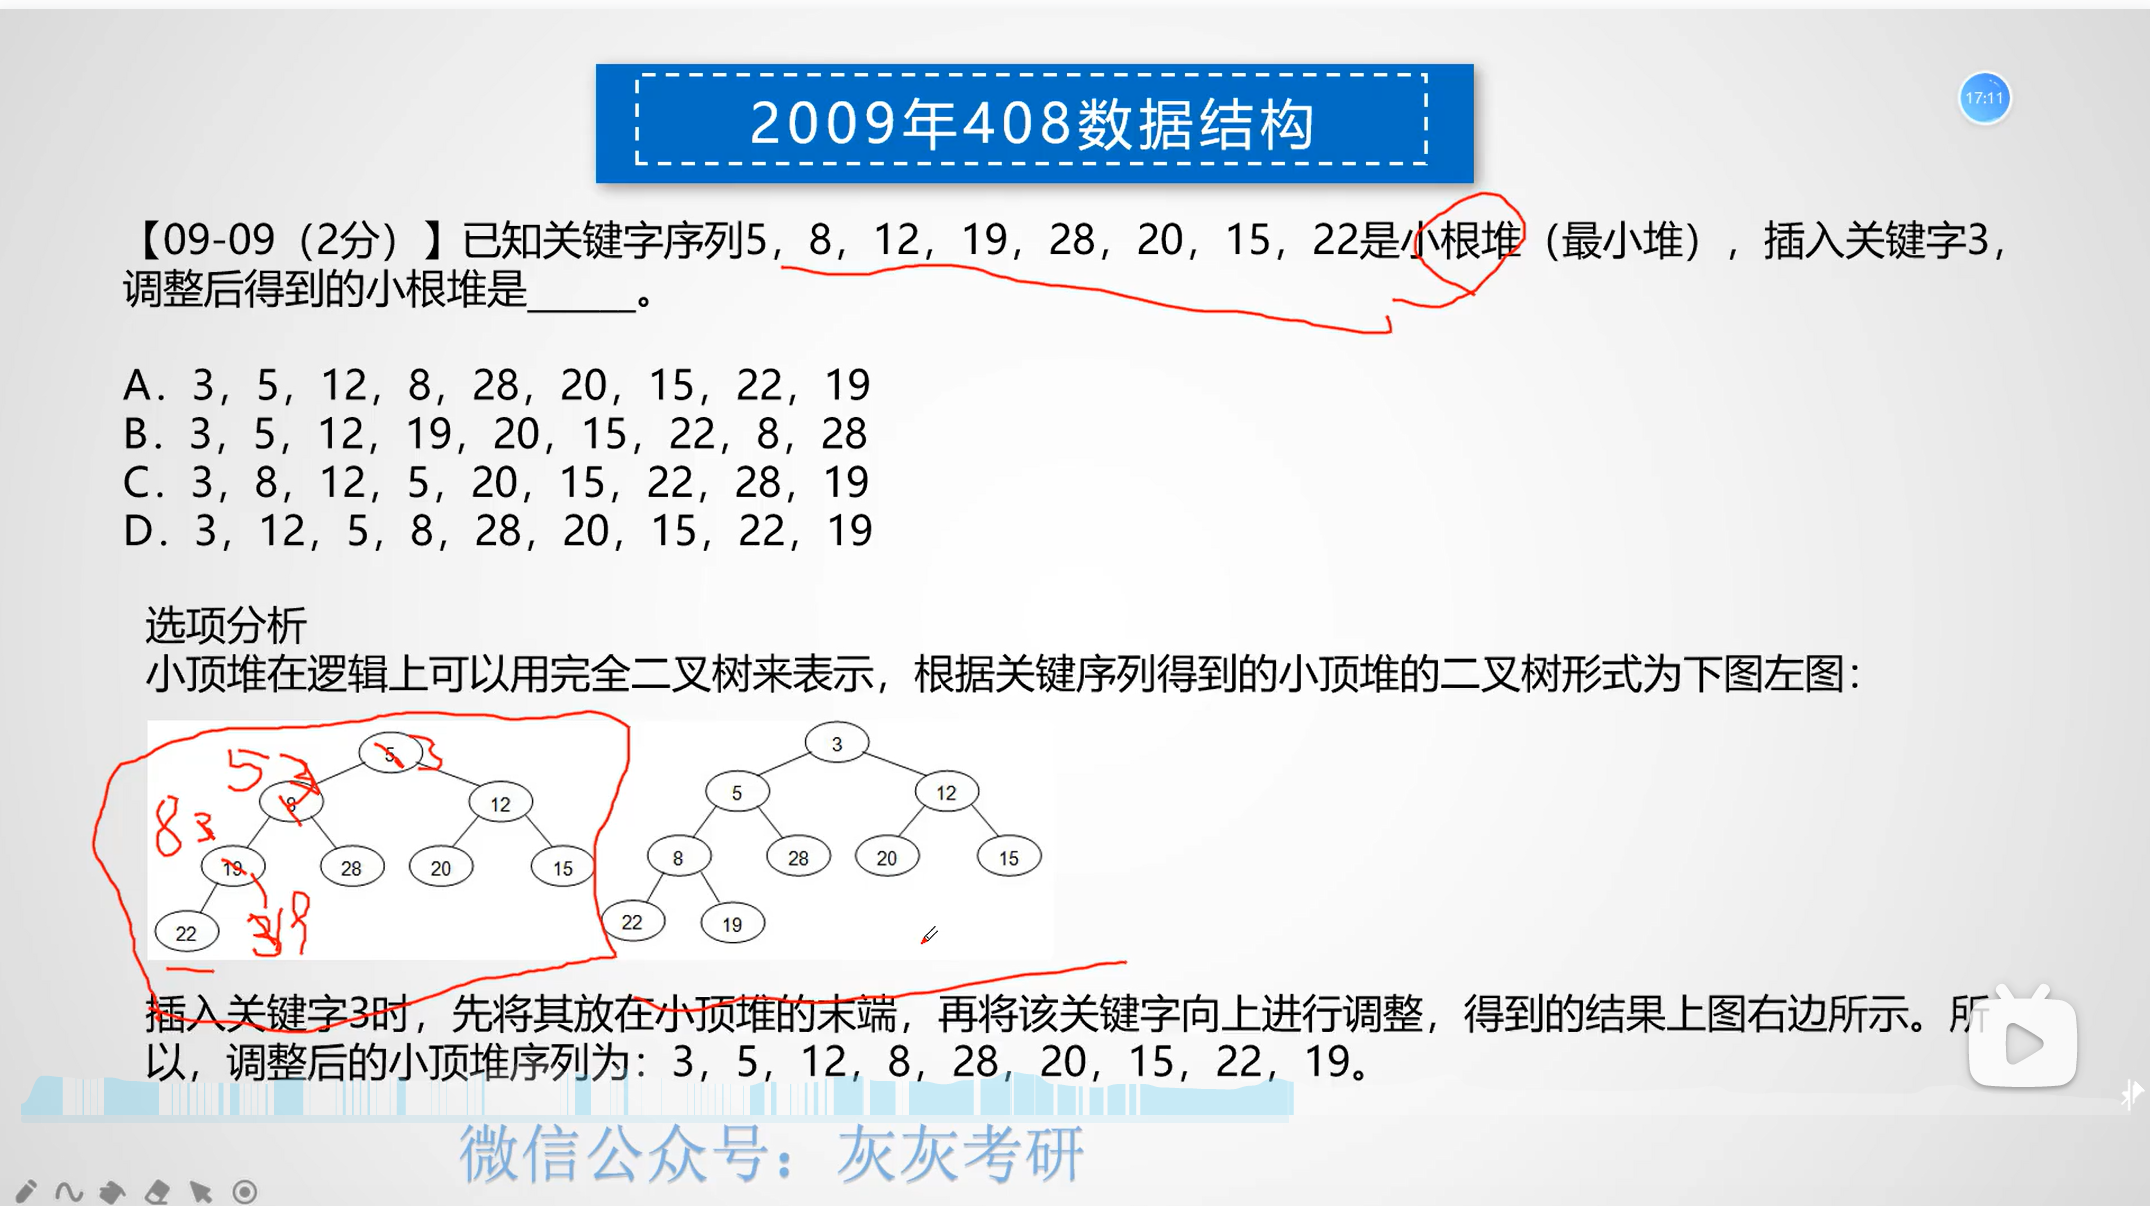 2009年408数据结构
17:11
【09-09（2分）】已知关键字序列5，8，12，19，28，20，15，22是小根堆（最小堆），插入关键字3，
调整后得到的小根堆是______。
A．3，5，12，8，28，20，15，22，19
B．3，5，12，19，20，15，22，8，28
C．3，8，12，5，20，15，22，28，19
D．3，12，5，8，28，20，15，22，19
选项分析
小顶堆在逻辑上可以用完全二叉树来表示，根据关键序列得到的小顶堆的二叉树形式为下图左图：
5 3
5 3
8 12
8 3
19 28 20 15
22 3 19
3
5 12
8 28 20 15
22 19
插入关键字3时，先将其放在小顶堆的末端，再将该关键字向上进行调整，得到的结果上图右边所示。所
以，调整后的小顶堆序列为：3，5，12，8，28，20，15，22，19。
微信公众号：灰灰考研